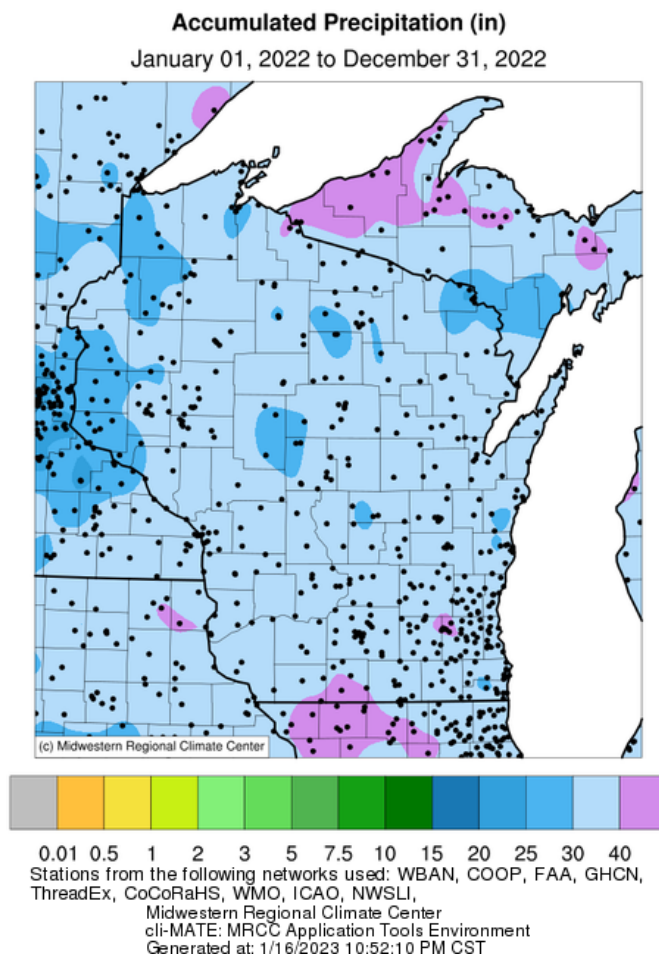 Accumulated Precipitation (in)
January 01, 2022 to December 31, 2022
(c) Midwestern Regional Climate Center
0.01 0.5 1 2 3 5 7.5 10 15 20 25 30 40
Stations from the following networks used: WBAN, COOP, FAA, GHCN,
ThreadEx, CoCoRaHS, WMO, ICAO, NWSLI,
Midwestern Regional Climate Center
cli-MATE: MRCC Application Tools Environment
Generated at: 1/16/2023 10:52:10 PM CST